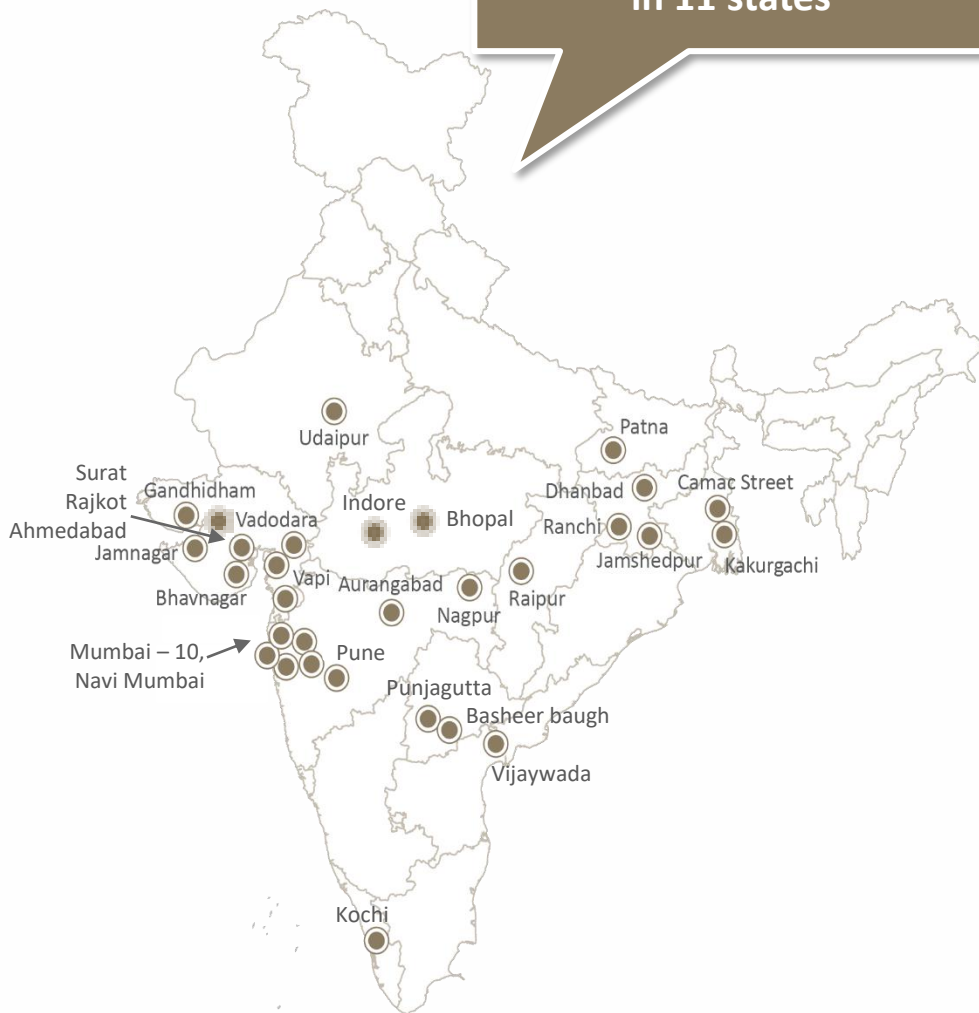 in 11 states
Udaipur
Patna
Surat
Rajkot
Ahmedabad
Gandhidham
Vadodara
Indore
Bhopal
Dhanbad
Camac Street
Ranchi
Jamnagar
Jamshedpur
Kakurgachi
Bhavnagar
Vapi
Aurangabad
Nagpur
Raipur
Mumbai – 10,
Navi Mumbai
Pune
Punjagutta
Basheer baugh
Vijaywada
Kochi